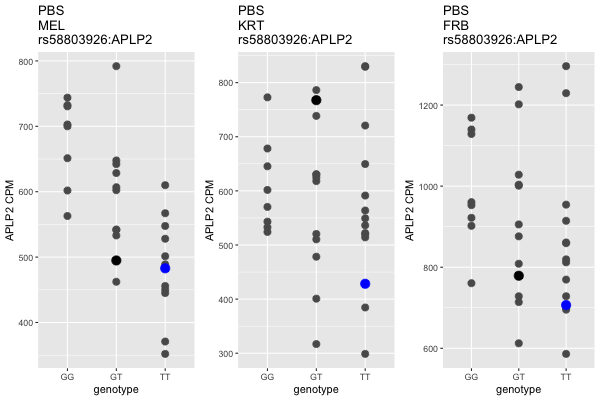 PBS
MEL
rs58803926:APLP2
800
700
600
500
400
APLP2 CPM
GG GT TT
genotype
PBS
KRT
rs58803926:APLP2
800
700
600
500
400
300
APLP2 CPM
GG GT TT
genotype
PBS
FRB
rs58803926:APLP2
1200
1000
800
600
APLP2 CPM
GG GT TT
genotype